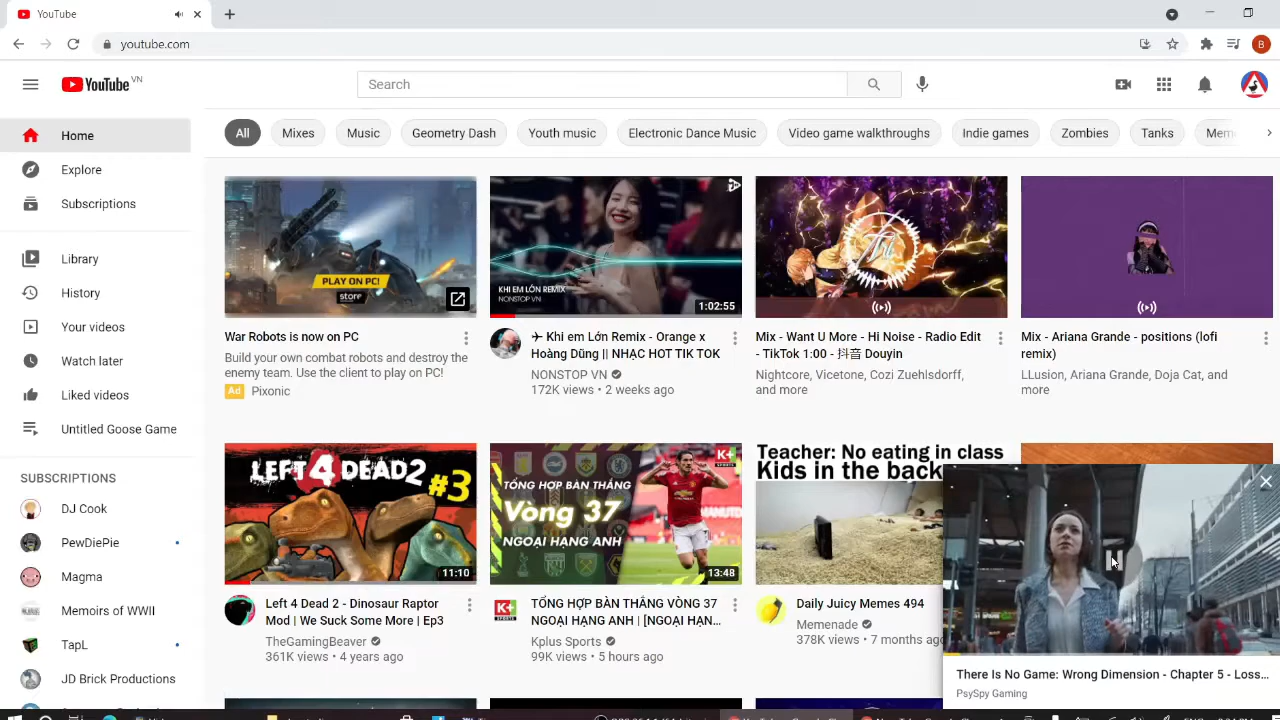 YouTube
youtube.com
B
YouTube VN
Search
Home
Explore
Subscriptions
Library
History
Your videos
Watch later
Liked videos
Untitled Goose Game
SUBSCRIPTIONS
DJ Cook
PewDiePie
Magma
Memoirs of WWII
TapL
JD Brick Productions
All
Mixes
Music
Geometry Dash
Youth music
Electronic Dance Music
Video game walkthroughs
Indie games
Zombies
Tanks
PLAY ON PC!
store
War Robots is now on PC
Build your own combat robots and destroy the
enemy team. Use the client to play on PC!
Ad Pixonic
KHI EM LỚN REMIX
NONSTOP VN
1:02:55
✈ Khi em Lớn Remix - Orange x
Hoàng Dũng || NHẠC HOT TIK TOK
NONSTOP VN
172K views • 2 weeks ago
Mix - Want U More - Hi Noise - Radio Edit
- TikTok 1:00 - 抖音 Douyin
Nightcore, Vicetone, Cozi Zuehlsdorff,
and more
Mix - Ariana Grande - positions (lofi
remix)
LLusion, Ariana Grande, Doja Cat, and
more
LEFT 4 DEAD 2
#3
11:10
Left 4 Dead 2 - Dinosaur Raptor
Mod | We Suck Some More | Ep3
TheGamingBeaver
361K views • 4 years ago
K+
SPORTS
TỔNG HỢP BÀN THẮNG
Vòng 37
NGOẠI HẠNG ANH
13:48
K+
SPORTS
TỔNG HỢP BÀN THẮNG VÒNG 37
NGOẠI HẠNG ANH | [NGOẠI HẠN...
Kplus Sports
99K views • 5 hours ago
Teacher: No eating in class
Kids in the back
Daily Juicy Memes 494
Memenade
378K views • 7 months ago
There Is No Game: Wrong Dimension - Chapter 5 - Loss...
PsySpy Gaming